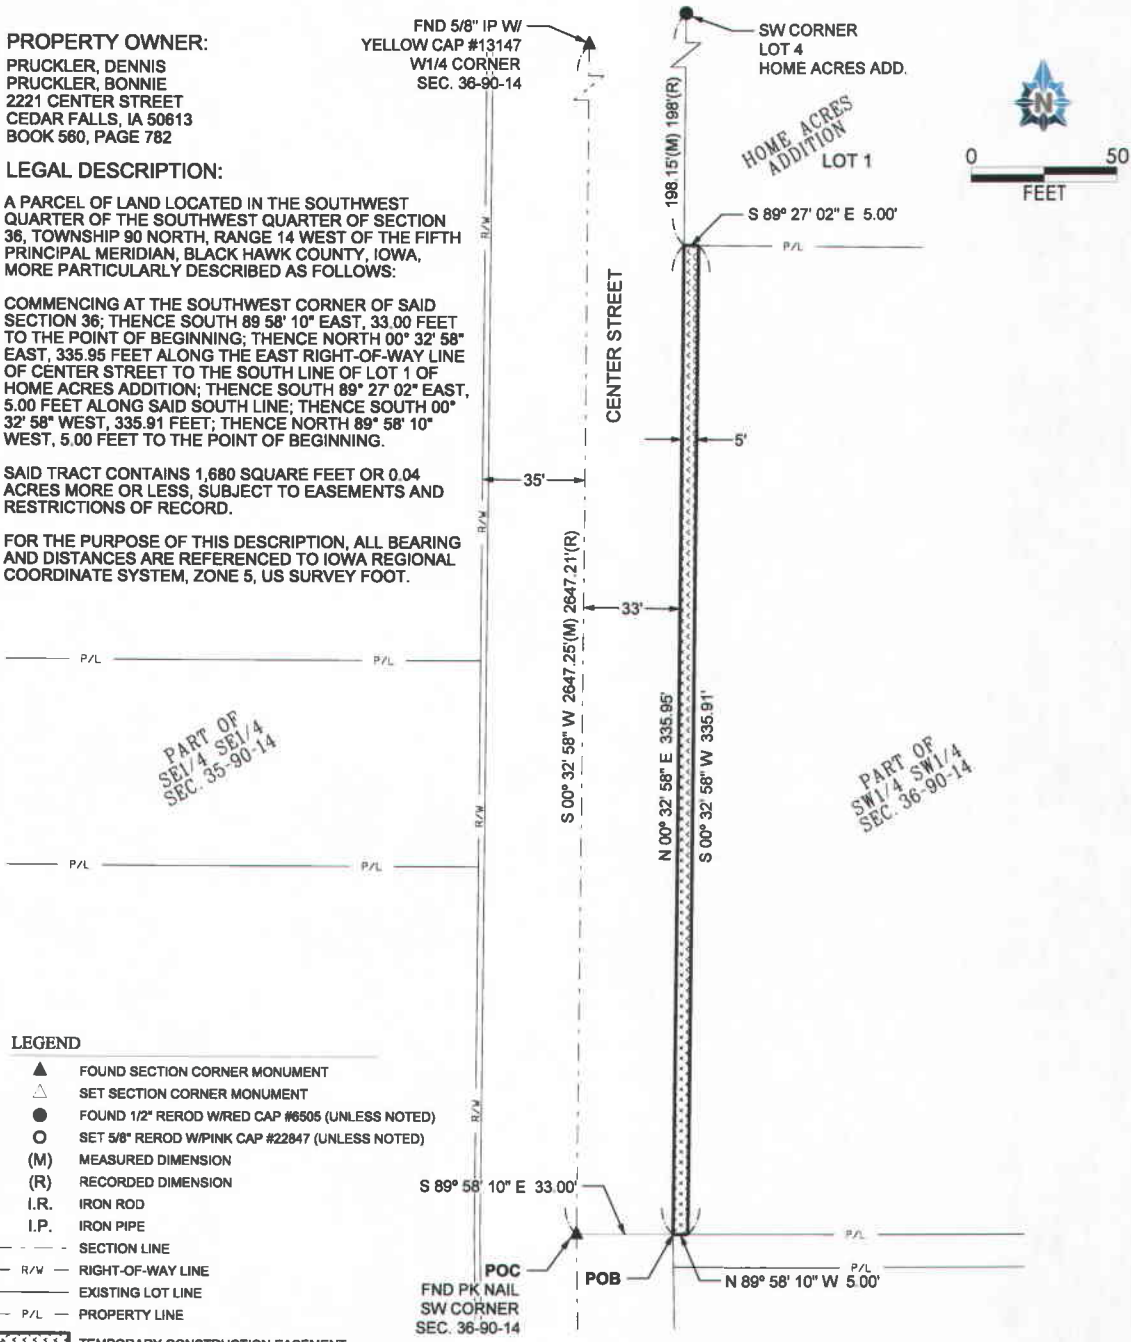 PROPERTY OWNER:
PRUCKLER, DENNIS
PRUCKLER, BONNIE
2221 CENTER STREET
CEDAR FALLS, IA 50613
BOOK 560, PAGE 782
LEGAL DESCRIPTION:
A PARCEL OF LAND LOCATED IN THE SOUTHWEST
QUARTER OF THE SOUTHWEST QUARTER OF SECTION
36, TOWNSHIP 90 NORTH, RANGE 14 WEST OF THE FIFTH
PRINCIPAL MERIDIAN, BLACK HAWK COUNTY, IOWA,
MORE PARTICULARLY DESCRIBED AS FOLLOWS:
COMMENCING AT THE SOUTHWEST CORNER OF SAID
SECTION 36; THENCE SOUTH 89 58' 10" EAST, 33.00 FEET
TO THE POINT OF BEGINNING; THENCE NORTH 00° 32' 58"
EAST, 335.95 FEET ALONG THE EAST RIGHT-OF-WAY LINE
OF CENTER STREET TO THE SOUTH LINE OF LOT 1 OF
HOME ACRES ADDITION; THENCE SOUTH 89° 27' 02" EAST,
5.00 FEET ALONG SAID SOUTH LINE; THENCE SOUTH 00°
32' 58" WEST, 335.91 FEET; THENCE NORTH 89° 58' 10"
WEST, 5.00 FEET TO THE POINT OF BEGINNING.
SAID TRACT CONTAINS 1,680 SQUARE FEET OR 0.04
ACRES MORE OR LESS, SUBJECT TO EASEMENTS AND
RESTRICTIONS OF RECORD.
FOR THE PURPOSE OF THIS DESCRIPTION, ALL BEARING
AND DISTANCES ARE REFERENCED TO IOWA REGIONAL
COORDINATE SYSTEM, ZONE 5, US SURVEY FOOT.
FND 5/8" IP W/
YELLOW CAP #13147
W1/4 CORNER
SEC. 36-90-14
SW CORNER
LOT 4
HOME ACRES ADD.
198.15'(M) 198'(R)
HOME ACRES
ADDITION
LOT 1
N
0 50
FEET
S 89° 27' 02" E 5.00'
P/L
R/W
CENTER STREET
5'
35'
R/W
33'
S 00° 32' 58" W 2647.25'(M) 2647.21'(R)
N 00° 32' 58" E 335.95'
S 00° 32' 58" W 335.91'
P/L P/L
PART OF
SE1/4 SE1/4
SEC. 35-90-14
PART OF
SW1/4 SW1/4
SEC. 36-90-14
R/W
P/L P/L
R/W
LEGEND
FOUND SECTION CORNER MONUMENT
SET SECTION CORNER MONUMENT
FOUND 1/2" REROD W/RED CAP #6505 (UNLESS NOTED)
SET 5/8" REROD W/PINK CAP #22847 (UNLESS NOTED)
(M) MEASURED DIMENSION
(R) RECORDED DIMENSION
I.R. IRON ROD
I.P. IRON PIPE
SECTION LINE
R/W RIGHT-OF-WAY LINE
EXISTING LOT LINE
P/L PROPERTY LINE
TEMPORARY CONSTRUCTION EASEMENT
S 89° 58' 10" E 33.00'
P/L
POC
FND PK NAIL
SW CORNER
SEC. 36-90-14
POB
P/L
N 89° 58' 10" W 5.00'